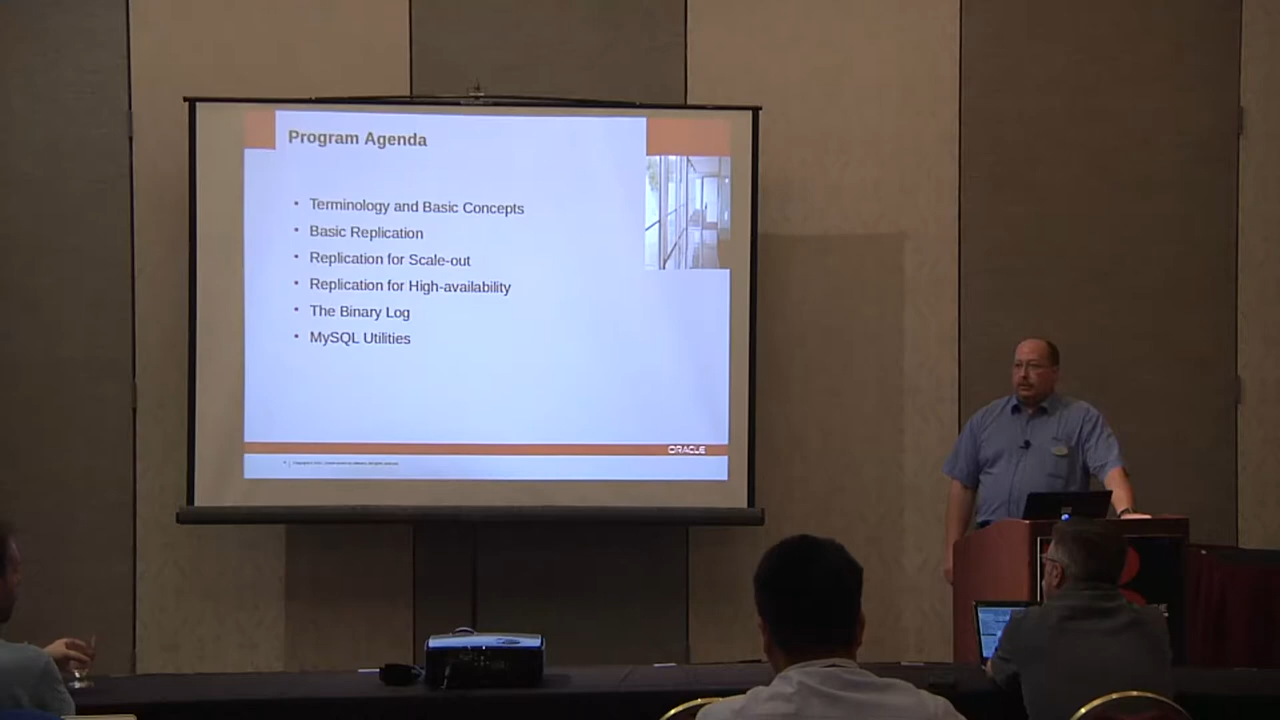 Program Agenda
• Terminology and Basic Concepts
• Basic Replication
• Replication for Scale-out
• Replication for High-availability
• The Binary Log
• MySQL Utilities
ORACLE